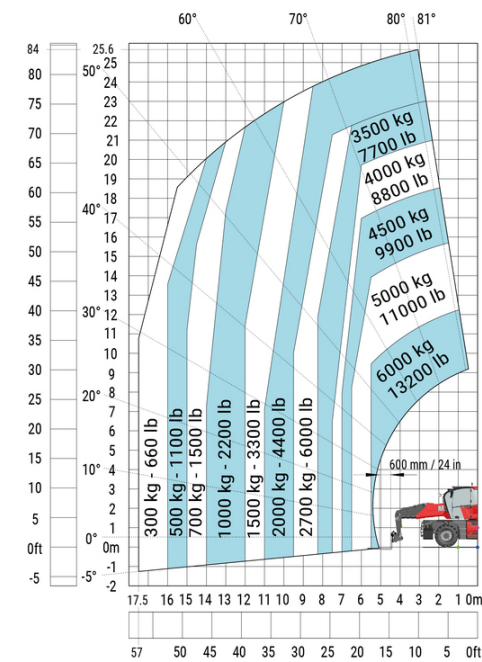 60° 70° 80° 81°
84 25.6
50° 25
80 24
75 23
22
70 21
65 20
60 19
40° 18
55 17
50 16
15
45 14
40 13
30° 12
35 11
30 10
9
25 20° 8
7
20 6
15 5
10° 4
10 3
2
5 1
0ft 0° 0m
-1
-5 -5° -2
3500 kg
7700 lb
4000 kg
8800 lb
4500 kg
9900 lb
5000 kg
11000 lb
6000 kg
13200 lb
600 mm / 24 in
300 kg - 660 lb
500 kg - 1100 lb
700 kg - 1500 lb
1000 kg - 2200 lb
1500 kg - 3300 lb
2000 kg - 4400 lb
2700 kg - 6000 lb
17.5 16 15 14 13 12 11 10 9 8 7 6 5 4 3 2 1 0m
57 50 45 40 35 30 25 20 15 10 5 0ft